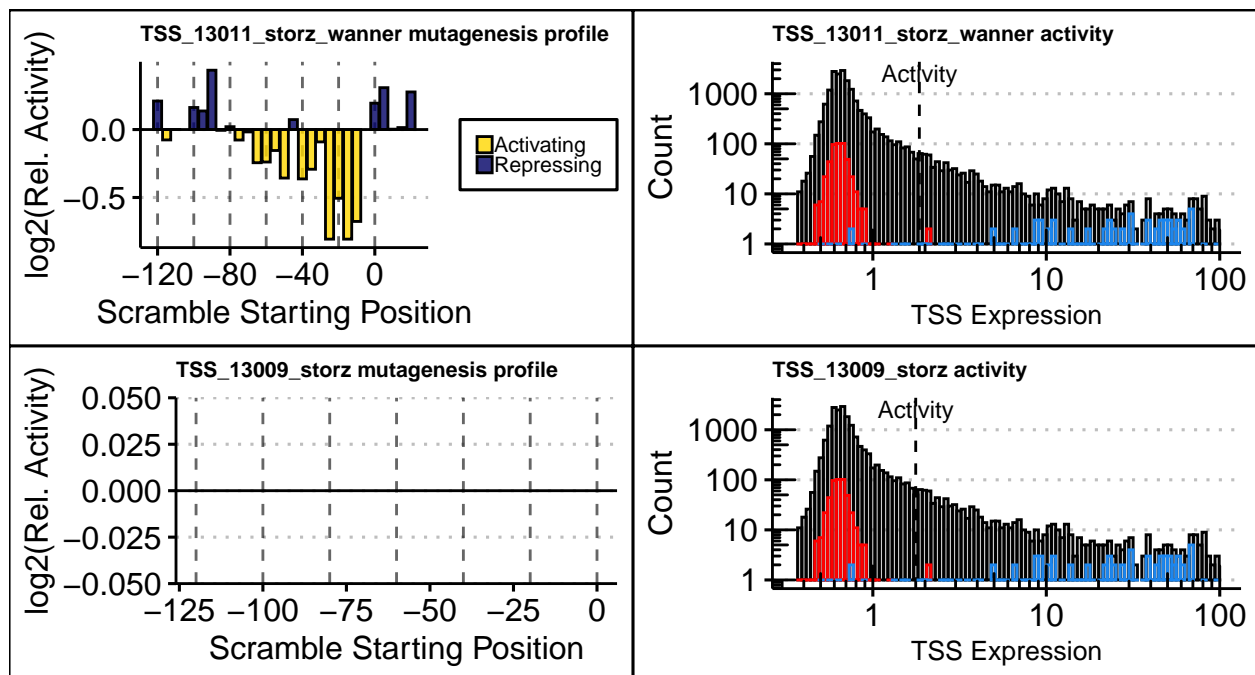 TSS_13011_storz_wanner mutagenesis profile
log2(Rel. Activity)
0.0
−0.5
−120
−80
−40
0
Scramble Starting Position
Activating
Repressing
TSS_13011_storz_wanner activity
Activity
Count
1000
100
10
1
1
10
100
TSS Expression
TSS_13009_storz mutagenesis profile
log2(Rel. Activity)
0.050
0.025
0.000
−0.025
−0.050
−125
−100
−75
−50
−25
0
Scramble Starting Position
TSS_13009_storz activity
Activity
Count
1000
100
10
1
1
10
100
TSS Expression